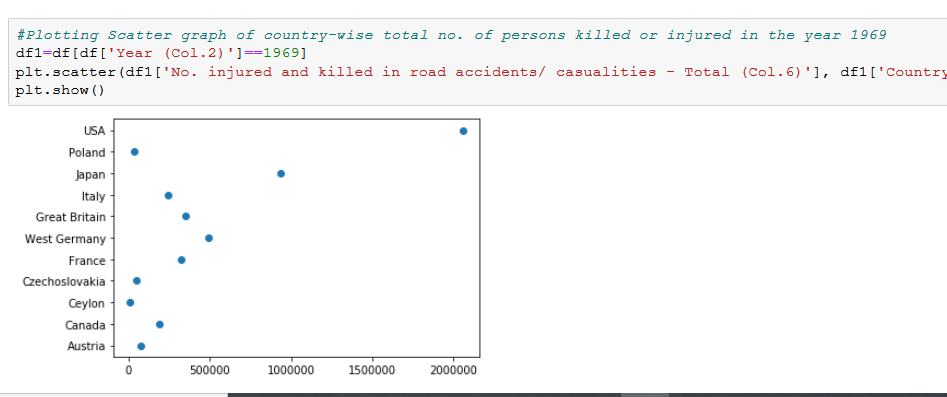 #Plotting Scatter graph of country-wise total no. of persons killed or injured in the year 1969
df1=df[df['Year (Col.2)']==1969]
plt.scatter(df1['No. injured and killed in road accidents/ casualities - Total (Col.6)'], df1['Country
plt.show()
USA
Poland
Japan
Italy
Great Britain
West Germany
France
Czechoslovakia
Ceylon
Canada
Austria
0 500000 1000000 1500000 2000000